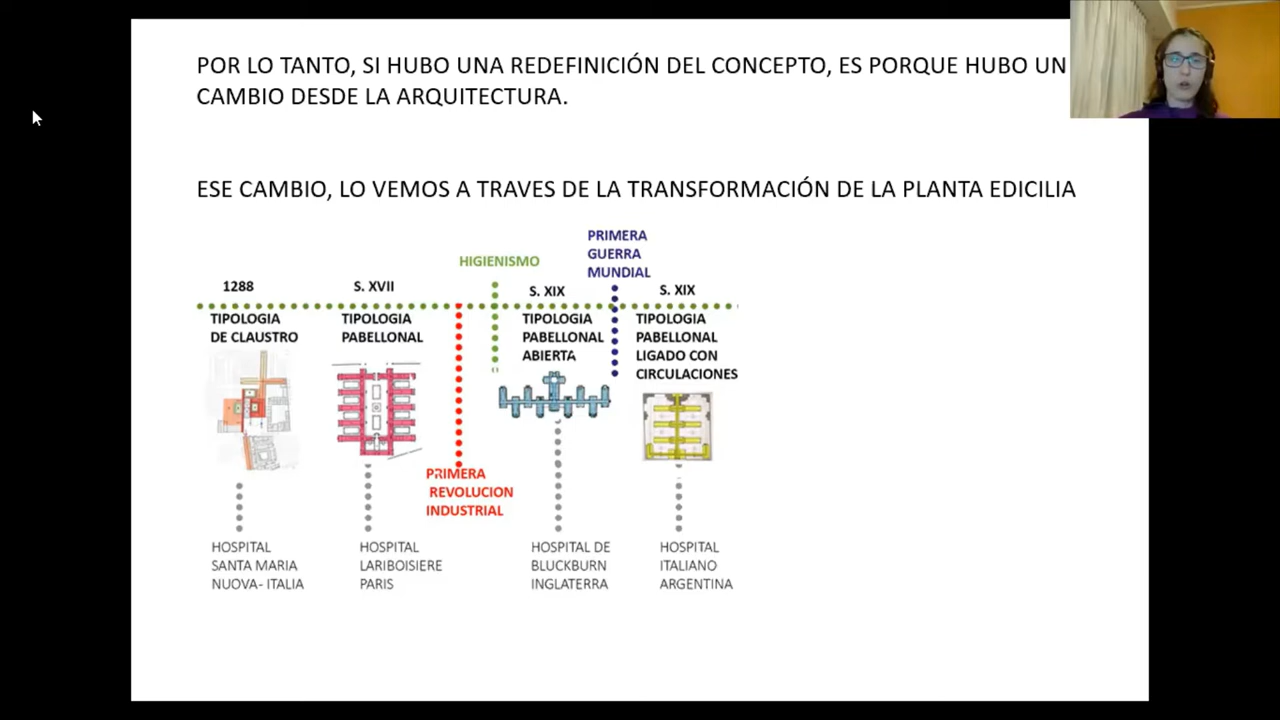 POR LO TANTO, SI HUBO UNA REDEFINICIÓN DEL CONCEPTO, ES PORQUE HUBO UN
CAMBIO DESDE LA ARQUITECTURA.
ESE CAMBIO, LO VEMOS A TRAVES DE LA TRANSFORMACIÓN DE LA PLANTA EDICILIA
1288
TIPOLOGIA
DE CLAUSTRO
HOSPITAL
SANTA MARIA
NUOVA- ITALIA
S. XVII
TIPOLOGIA
PABELLONAL
HOSPITAL
LARIBOISIERE
PARIS
PRIMERA
REVOLUCION
INDUSTRIAL
HIGIENISMO
S. XIX
TIPOLOGIA
PABELLONAL
ABIERTA
HOSPITAL DE
BLUCKBURN
INGLATERRA
PRIMERA
GUERRA
MUNDIAL
S. XIX
TIPOLOGIA
PABELLONAL
LIGADO CON
CIRCULACIONES
HOSPITAL
ITALIANO
ARGENTINA